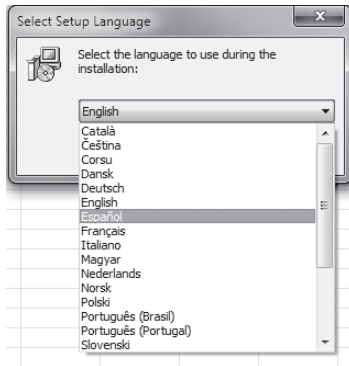 Select Setup Language
Select the language to use during the
installation:
English
Català
Čeština
Corsu
Dansk
Deutsch
English
Español
Français
Italiano
Magyar
Nederlands
Norsk
Polski
Português (Brasil)
Português (Portugal)
Slovenski